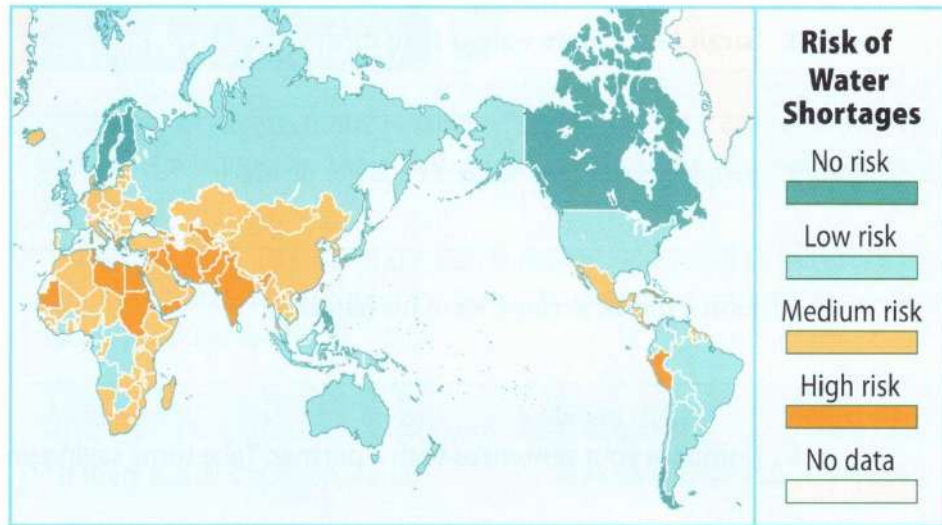 Risk of
Water
Shortages
No risk
Low risk
Medium risk
High risk
No data